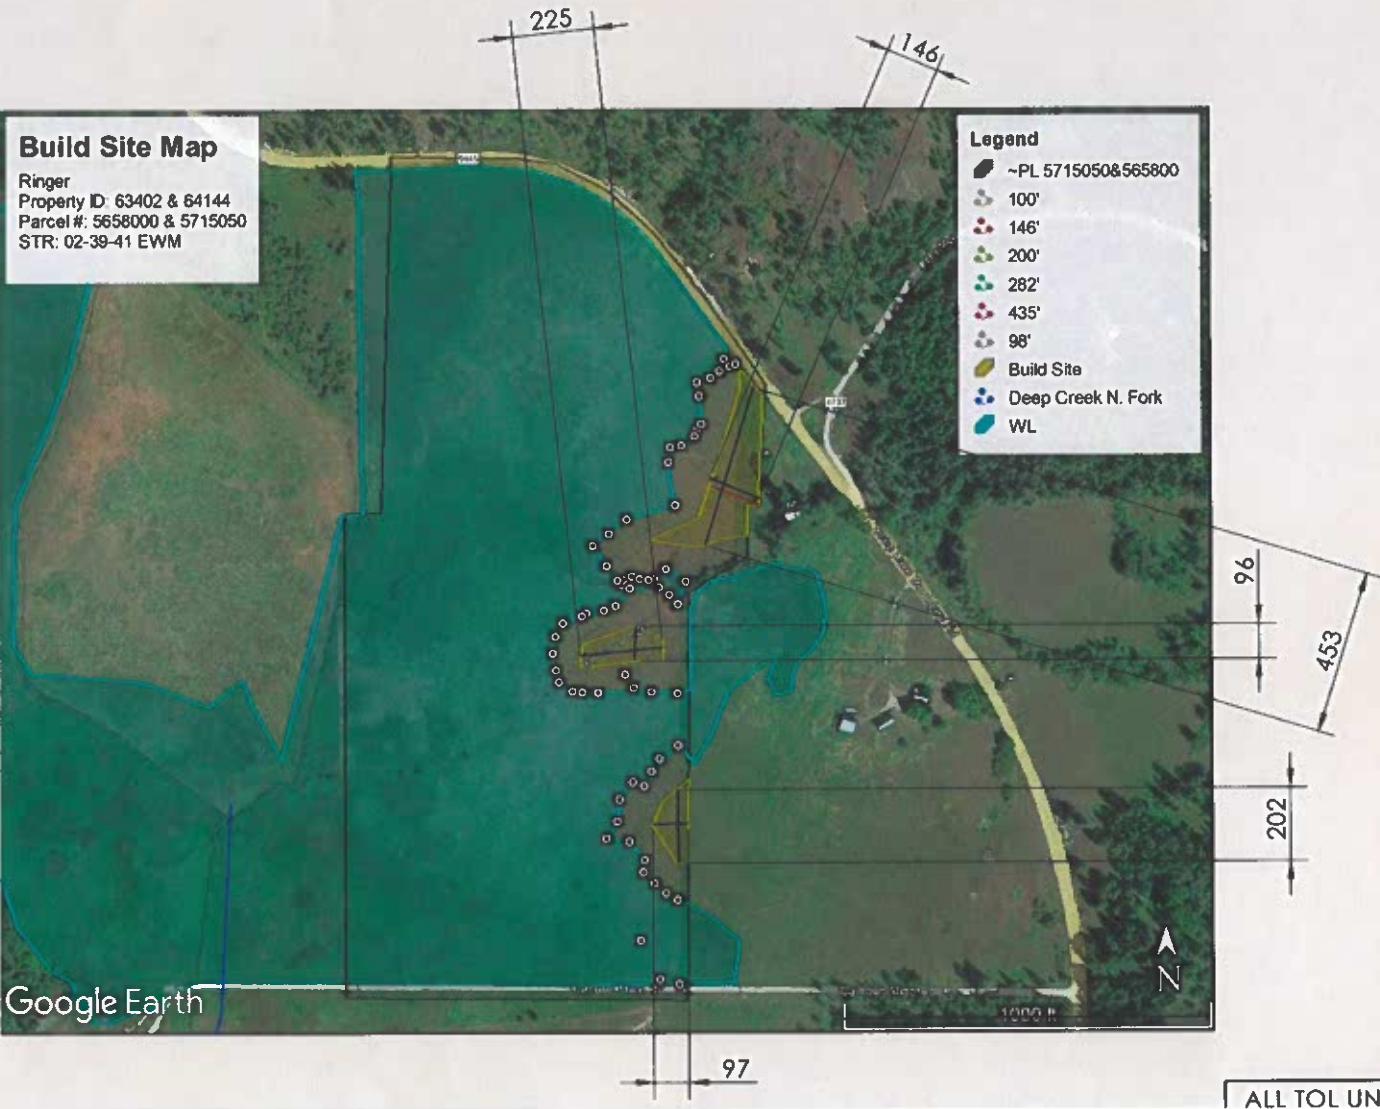 225
146
Build Site Map
Ringer
Property ID: 63402 & 64144
Parcel #: 5658000 & 5715050
STR: 02-39-41 EWM
Legend
~PL 5715050&565800
100'
146'
200'
282'
435'
98'
Build Site
Deep Creek N. Fork
WL
96
453
202
N
Google Earth
1000 ft
97
ALL TOL UN